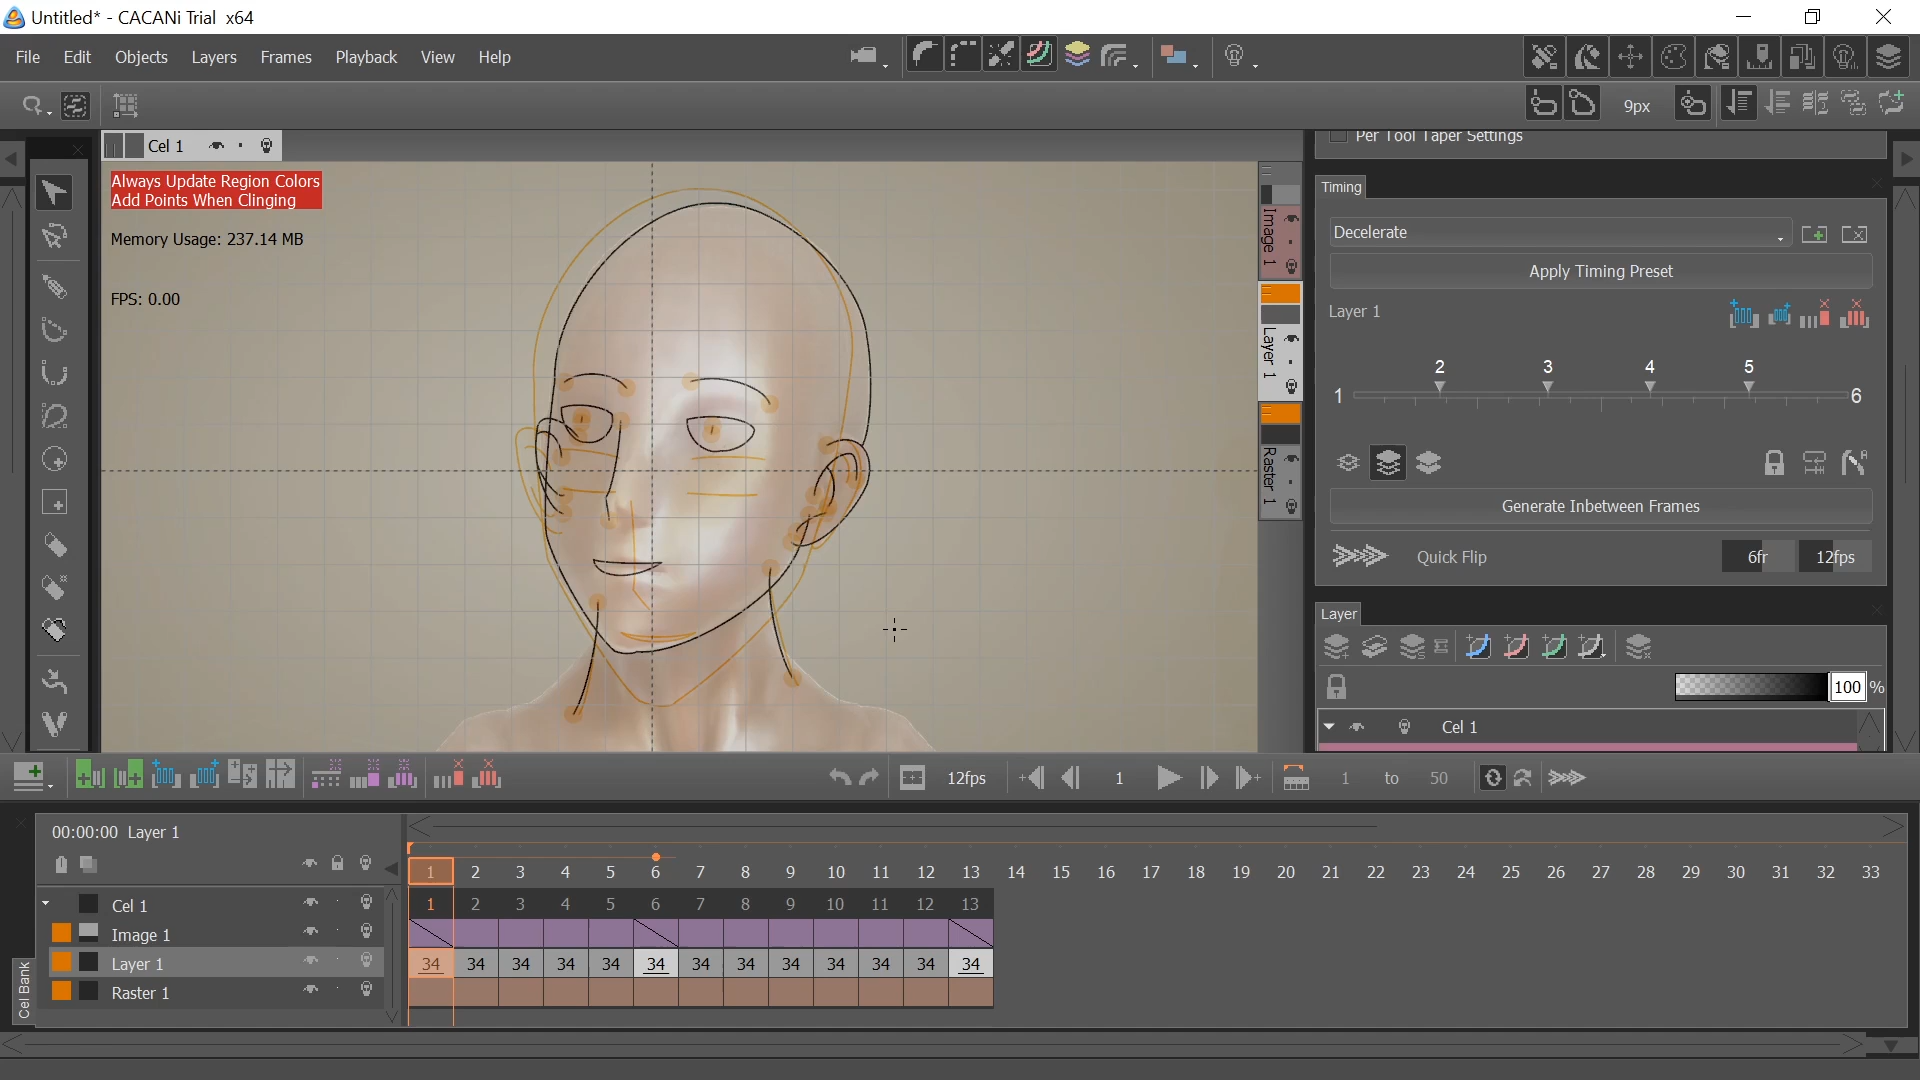 Untitled* - CACANi Trial x64
File Edit Objects Layers Frames Playback View Help
9px
Cel 1
Per Tool Taper Settings
Always Update Region Colors
Add Points When Clinging
Memory Usage: 237.14 MB
FPS: 0.00
Image 1
Layer 1
Raster 1
Timing
Decelerate
Apply Timing Preset
Layer 1
2 3 4 5
1 6
Generate Inbetween Frames
Quick Flip 6fr 12fps
Layer
100 %
Cel 1
12fps 1 1 to 50
00:00:00 Layer 1
1 2 3 4 5 6 7 8 9 10 11 12 13 14 15 16 17 18 19 20 21 22 23 24 25 26 27 28 29 30 31 32 33
Cel 1 1 2 3 4 5 6 7 8 9 10 11 12 13
Image 1
Layer 1 34 34 34 34 34 34 34 34 34 34 34 34 34
Raster 1
Cel Bank